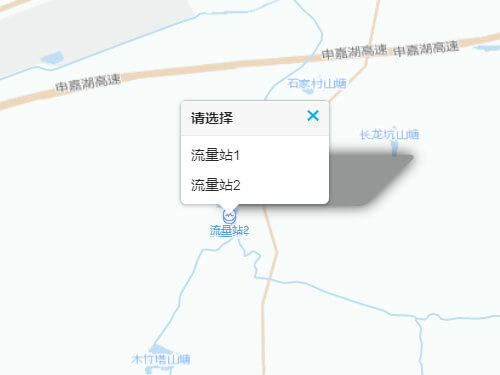 申嘉湖高速
申嘉湖高速
申嘉湖高速
石家村山塘
请选择
长龙坑山塘
流量站1
流量站2
流量站2
木竹塔山塘